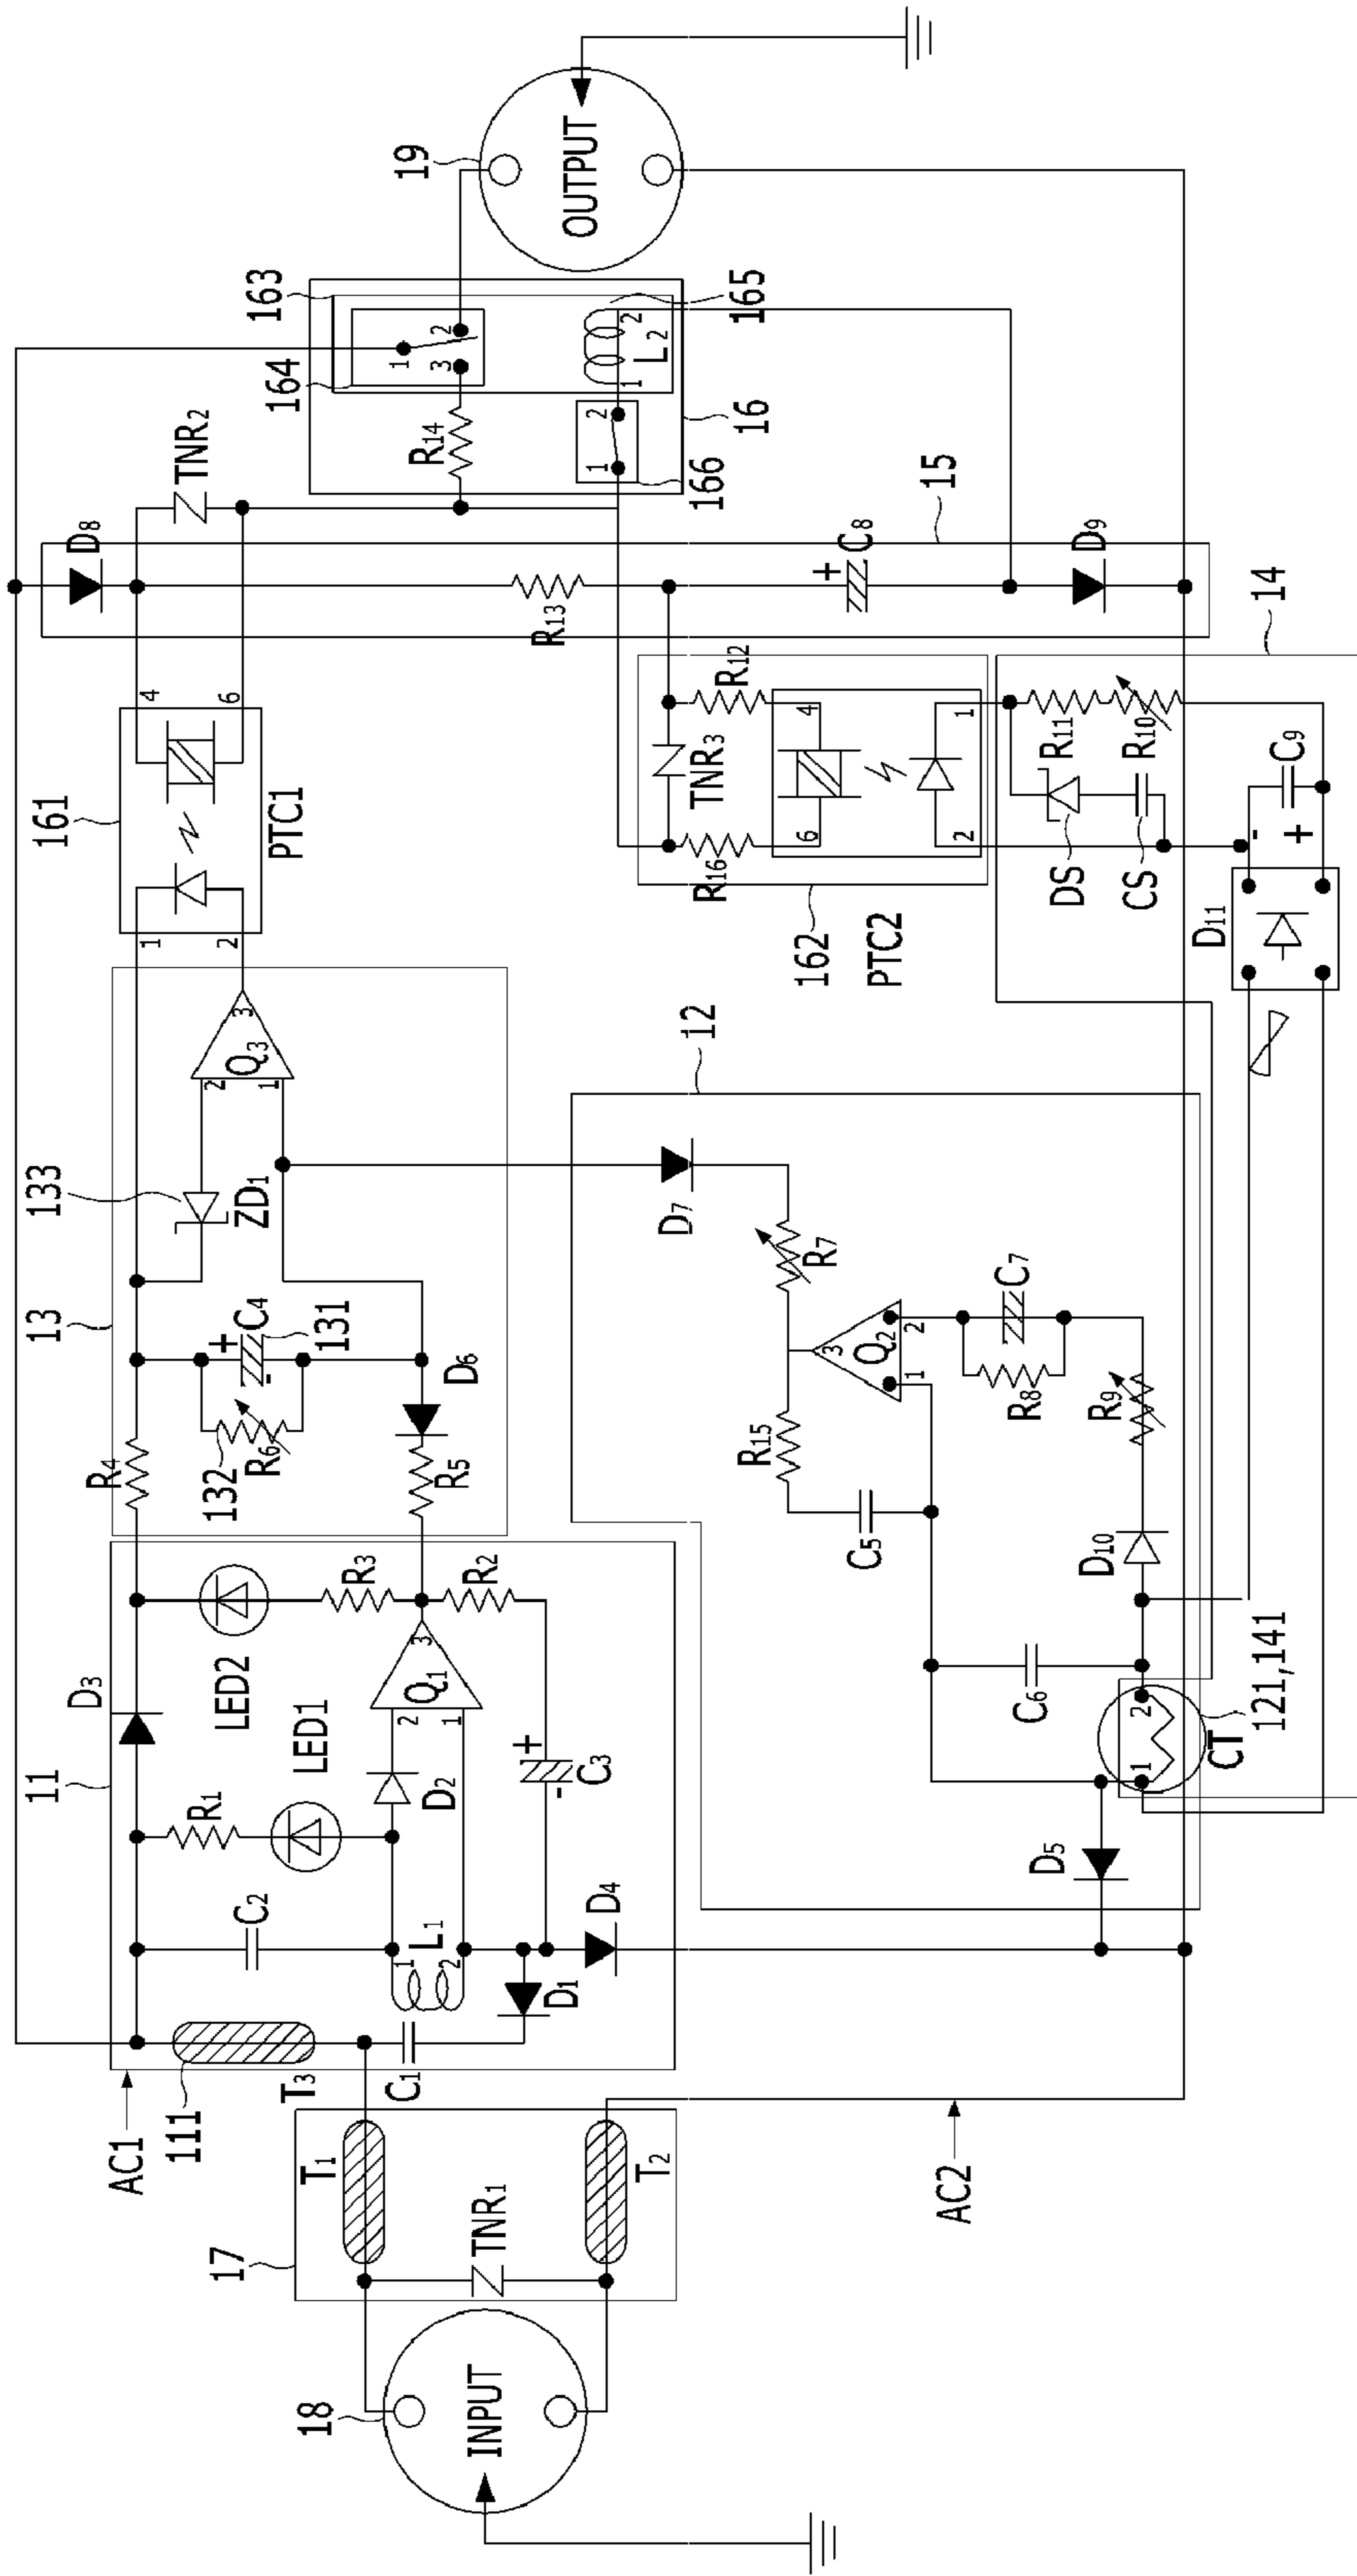 18
INPUT
17
T1
TNR1
T2
AC1
AC2
111
T3
C1
D1
11
C2
L1
1
2
D4
R1
LED1
D2
D3
LED2
R3
R2
Q1
2
1
3
+
-
C3
13
R4
132
R6
+
-
C4
131
R5
D6
133
ZD1
Q3
2
1
3
161
1
2
4
6
PTC1
TNR2
D8
R13
+
C8
D9
15
12
D7
R7
R15
C5
Q2
3
1
2
C7
R8
R9
D10
C6
D5
1
2
CT
121,141
162
PTC2
R16
R12
TNR3
6
4
2
1
14
DS
CS
R11
R10
C9
-
+
D11
163
164
1
2
3
R14
165
L2
1
2
166
1
2
16
19
OUTPUT